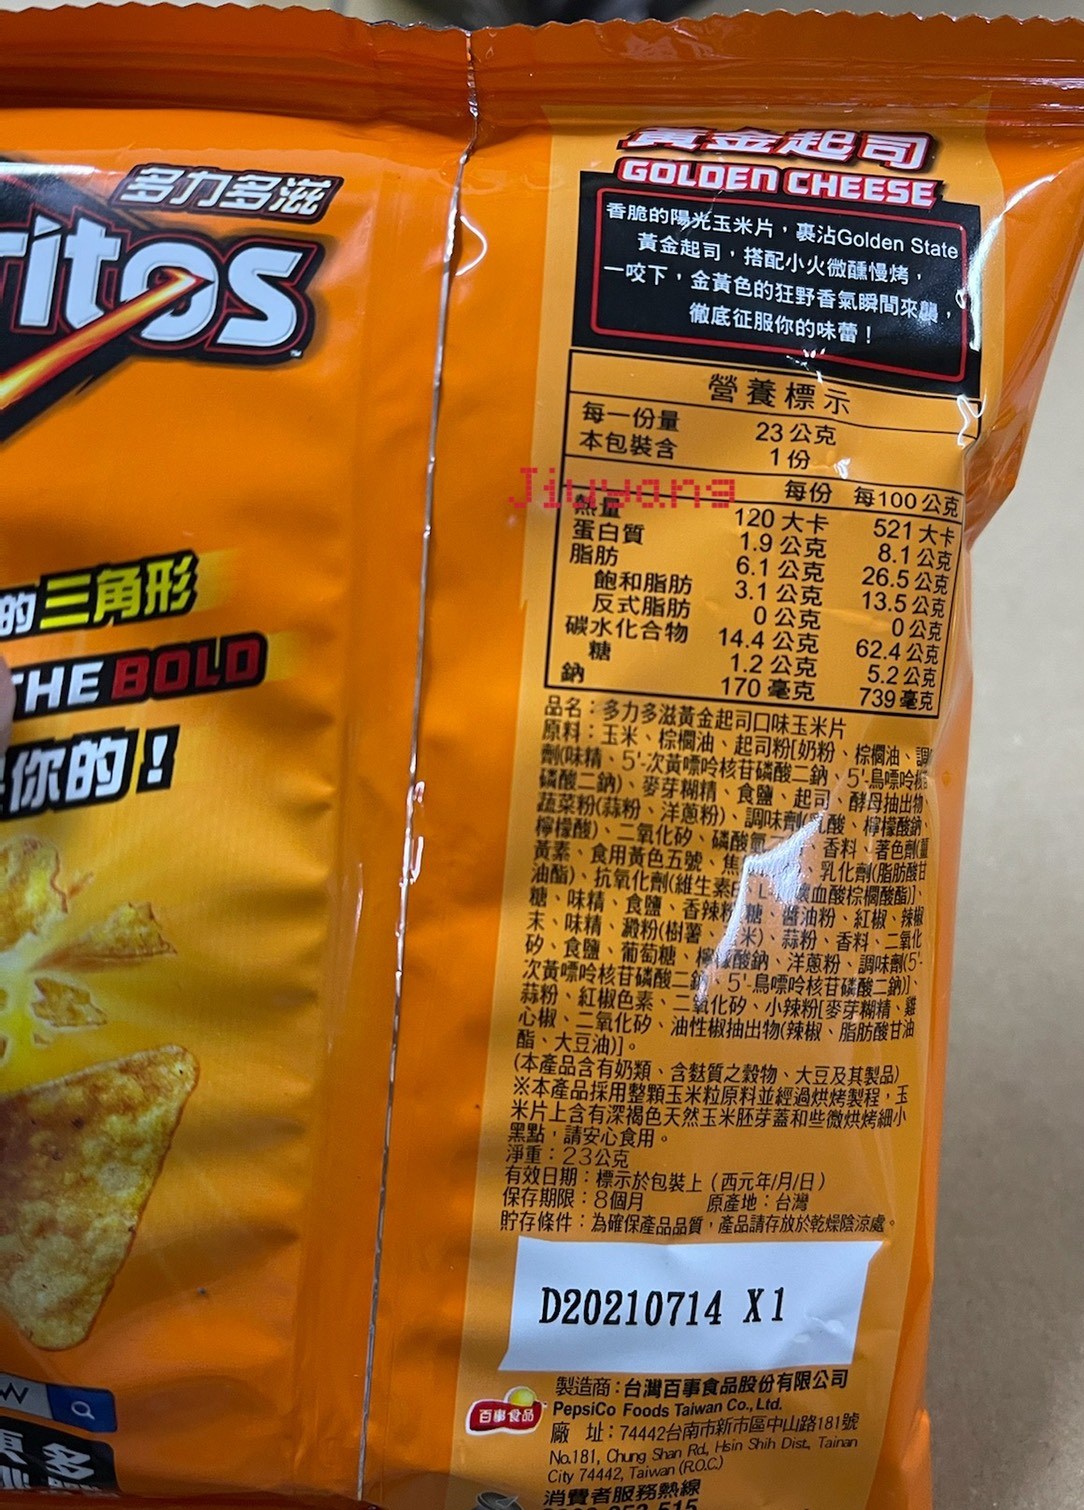 多力多滋
ritos
的三角形
THE BOLD
你的！
黃金起司
GOLDEN CHEESE
香脆的陽光玉米片，裹沾Golden State
黃金起司，搭配小火微醺慢烤，
一咬下，金黃色的狂野香氣瞬間來襲，
徹底征服你的味蕾！
營養標示
每一份量 23 公克
本包裝含 1 份
Jiuyang
每份 每100公克
熱量 120 大卡 521 大卡
蛋白質 1.9 公克 8.1 公克
脂肪 6.1 公克 26.5 公克
飽和脂肪 3.1 公克 13.5 公克
反式脂肪 0 公克 0 公克
碳水化合物 14.4 公克 62.4 公克
糖 1.2 公克 5.2 公克
鈉 170 毫克 739 毫克
品名：多力多滋黃金起司口味玉米片
原料：玉米、棕櫚油、起司粉[奶粉、棕櫚油、調
劑(味精、5'-次黃嘌呤核苷磷酸二鈉、5'-鳥嘌呤核
磷酸二鈉)、麥芽糊精、食鹽、起司、酵母抽出物、
蔬菜粉(蒜粉、洋蔥粉)、調味劑(乳酸、檸檬酸鈉、
檸檬酸)、二氧化矽、磷酸氫二、香料、著色劑(薑
黃素、食用黃色五號、焦、乳化劑(脂肪酸甘
油酯)、抗氧化劑(維生素E、L-壞血酸棕櫚酸酯)]、
糖、味精、食鹽、香辣粉[糖、醬油粉、紅椒、辣椒
末、味精、澱粉(樹薯、玉米)、蒜粉、香料、二氧化
矽、食鹽、葡萄糖、檸檬酸鈉、洋蔥粉、調味劑(5'-
次黃嘌呤核苷磷酸二鈉、5'-鳥嘌呤核苷磷酸二鈉)]、
蒜粉、紅椒色素、二氧化矽、小辣粉[麥芽糊精、雞
心椒、二氧化矽、油性椒抽出物(辣椒、脂肪酸甘油
酯、大豆油)]。
(本產品含有奶類、含麩質之穀物、大豆及其製品)
※本產品採用整顆玉米粒原料並經過烘烤製程，玉
米片上含有深褐色天然玉米胚芽蓋和些微烘烤細小
黑點，請安心食用。
淨重：23公克
有效日期：標示於包裝上（西元年/月/日）
保存期限：8個月 原產地：台灣
貯存條件：為確保產品品質，產品請存放於乾燥陰涼處。
D20210714 X1
百事食品
製造商：台灣百事食品股份有限公司
PepsiCo Foods Taiwan Co., Ltd.
廠 址：74442台南市新市區中山路181號
No.181, Chung Shan Rd., Hsin Shih Dist., Tainan
City 74442, Taiwan (R.O.C.)
消費者服務熱線